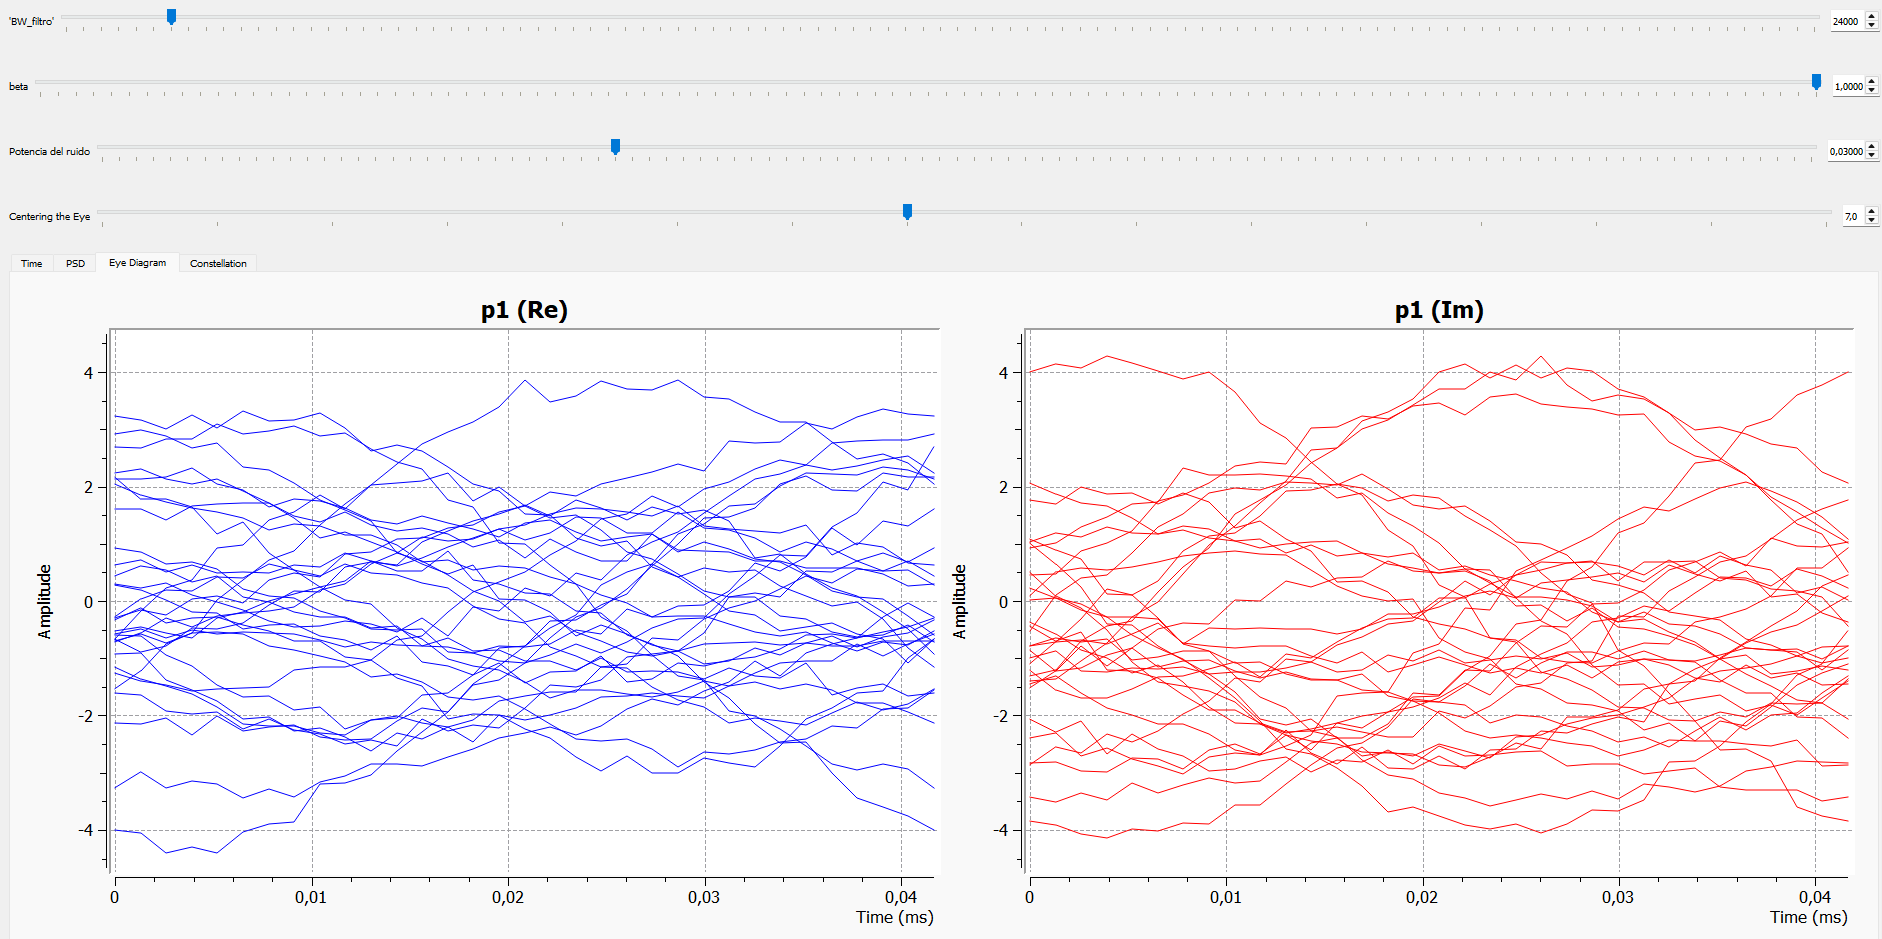 'BW_filtro'
24000
beta
1,0000
Potencia del ruido
0,03000
Centering the Eye
7,0
Time PSD Eye Diagram Constellation
p1 (Re)
4
2
0
-2
-4
Amplitude
0 0,01 0,02 0,03 0,04
Time (ms)
p1 (Im)
4
2
0
-2
-4
Amplitude
0 0,01 0,02 0,03 0,04
Time (ms)